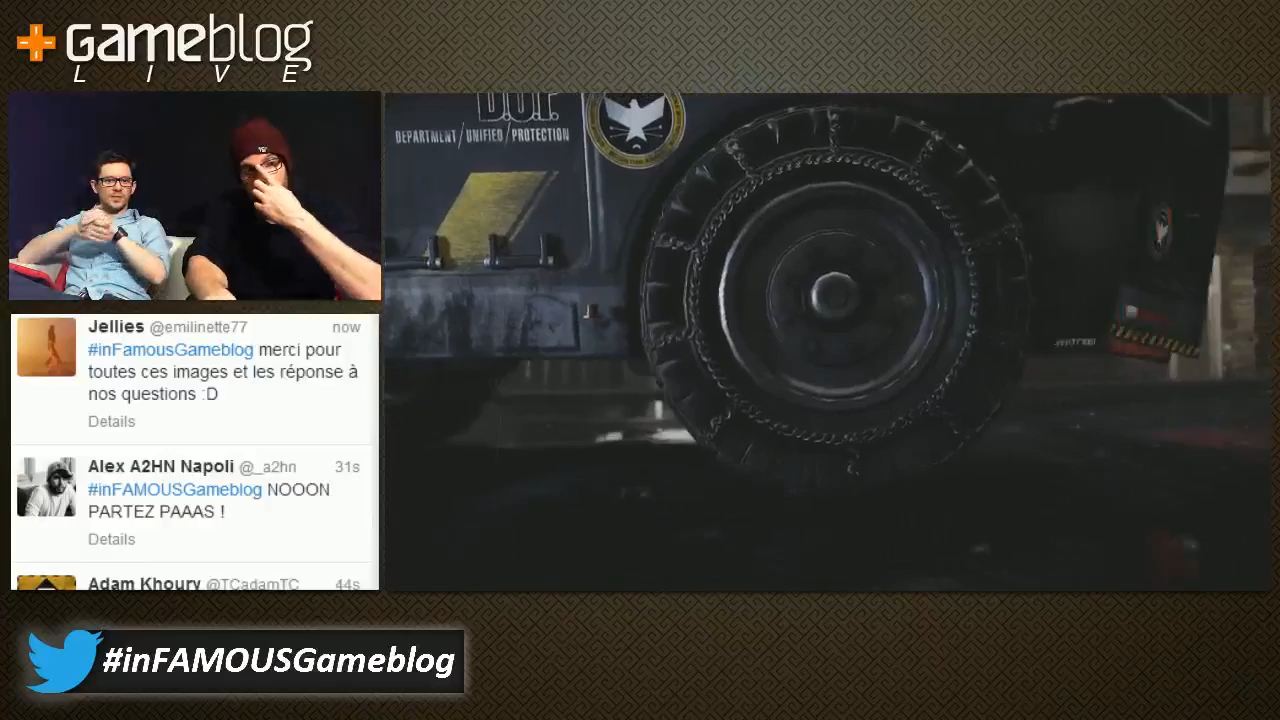 Gameblog
LIVE
D.U.P.
DEPARTMENT/UNIFIED/PROTECTION
Jellies @emilinette77 now
#inFamousGameblog merci pour
toutes ces images et les réponse à
nos questions :D
Details
Alex A2HN Napoli @_a2hn 31s
#inFAMOUSGameblog NOOON
PARTEZ PAAAS !
Details
Adam Khoury @TCadamTC 44s
#inFAMOUSGameblog